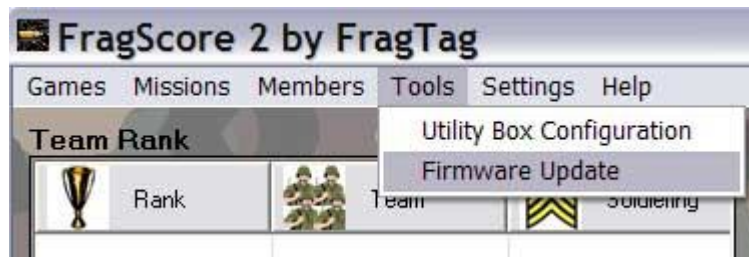 FragScore 2 by FragTag
Games Missions Members Tools Settings Help
Utility Box Configuration
Firmware Update
Team Rank
Rank Team Soldiering